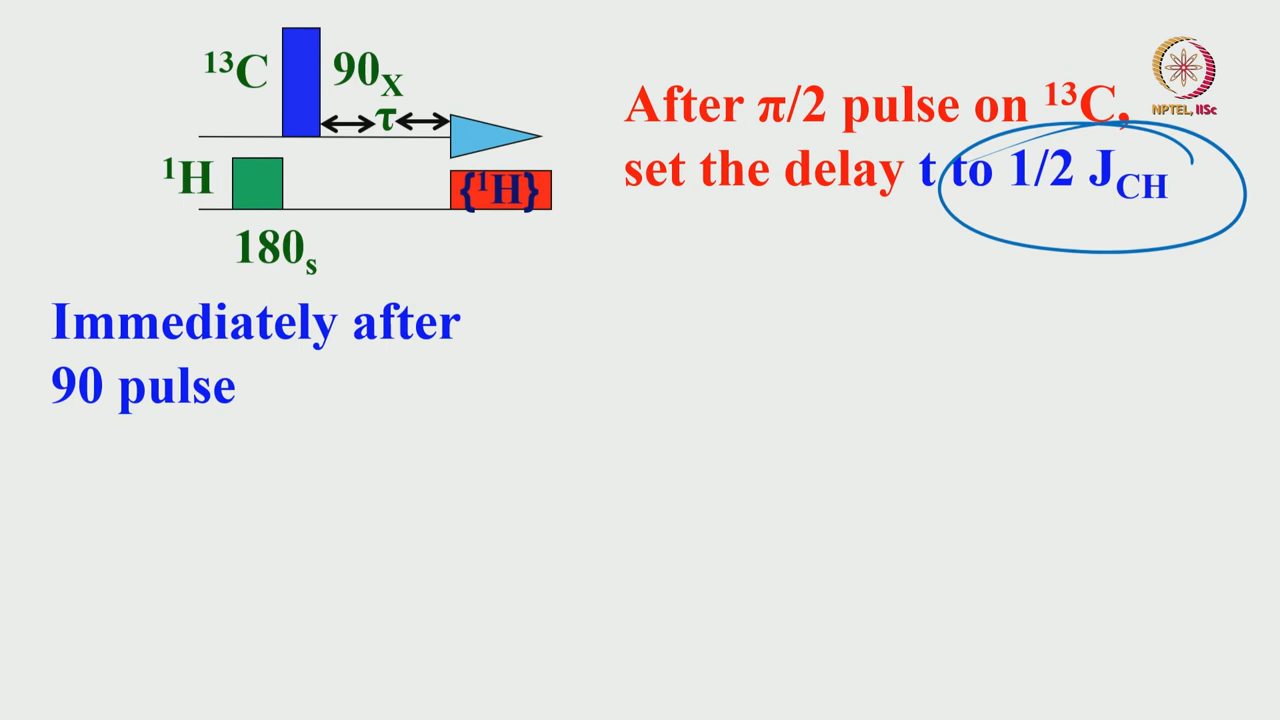 ¹³C 90X
τ
¹H {¹H}
180s
After π/2 pulse on ¹³C,
set the delay t to 1/2 JCH
NPTEL, IISc
Immediately after
90 pulse